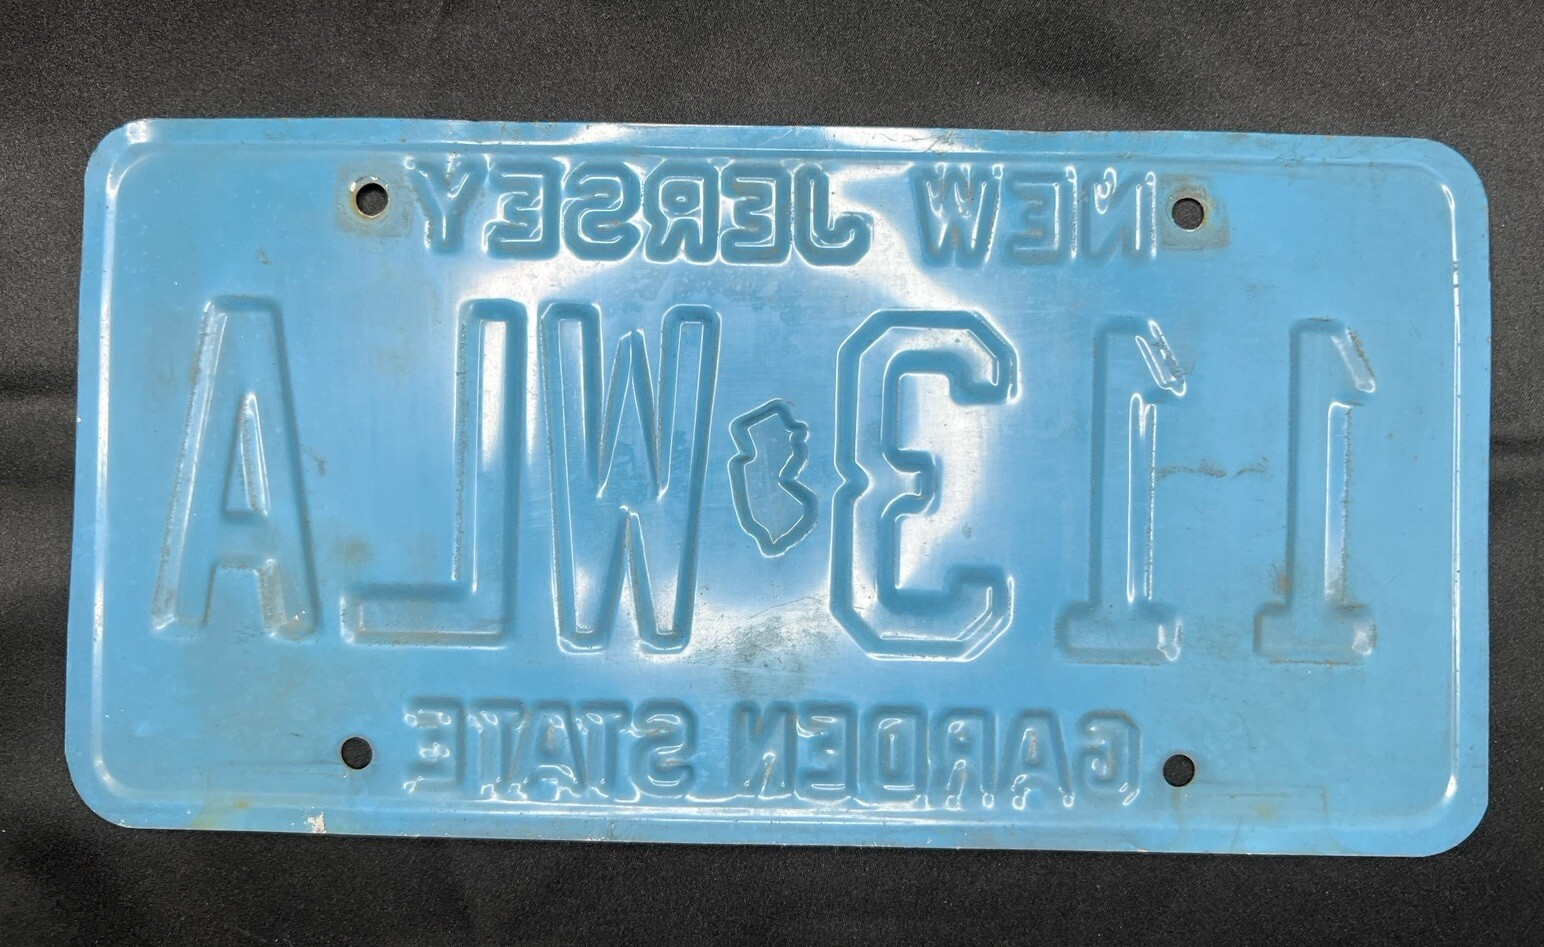 NEW JERSEY
113 WLA
GARDEN STATE